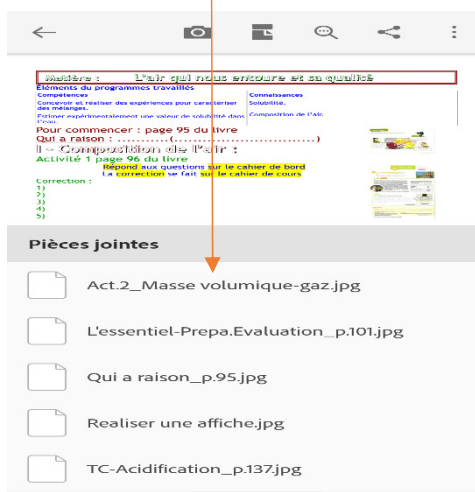 Matière : L'air qui nous entoure et sa qualité
Eléments du programmes travaillés
Compétences
Connaissances
Concevoir et réaliser des expériences pour caractériser des mélanges.
Solubilité.
Estimer expérimentalement une valeur de solubilité dans l'eau.
Composition de l'air.
Pour commencer : page 95 du livre
Qui a raison : ..........(............................)
I - Composition de l'air :
Activité 1 page 96 du livre
Répond aux questions sur le cahier de bord
La correction se fait sur le cahier de cours
Correction :
1)
2)
3)
4)
5)
Pièces jointes
Act.2_Masse volumique-gaz.jpg
L'essentiel-Prepa.Evaluation_p.101.jpg
Qui a raison_p.95.jpg
Realiser une affiche.jpg
TC-Acidification_p.137.jpg